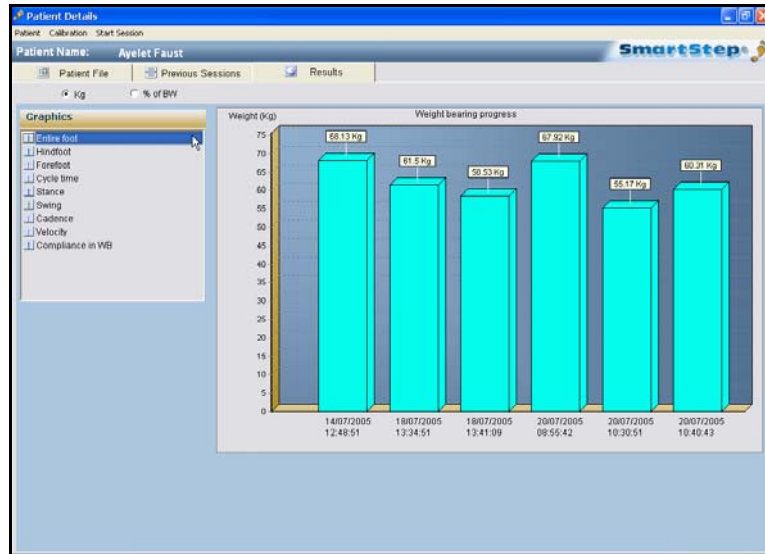 Patient Details
Patient Calibration Start Session
Patient Name: Ayelet Faust
SmartStep
Patient File Previous Sessions Results
Kg % of BW
Graphics
Entire foot
Hindfoot
Forefoot
Cycle time
Stance
Swing
Cadence
Velocity
Compliance in WB
Weight (Kg) Weight bearing progress
75
70
65
60
55
50
45
40
35
30
25
20
15
10
5
0
68.13 Kg 61.5 Kg 58.53 Kg 67.92 Kg 55.17 Kg 60.31 Kg
14/07/2005 18/07/2005 18/07/2005 20/07/2005 20/07/2005 20/07/2005
12:48:51 13:34:51 13:41:09 08:55:42 10:30:51 10:40:43